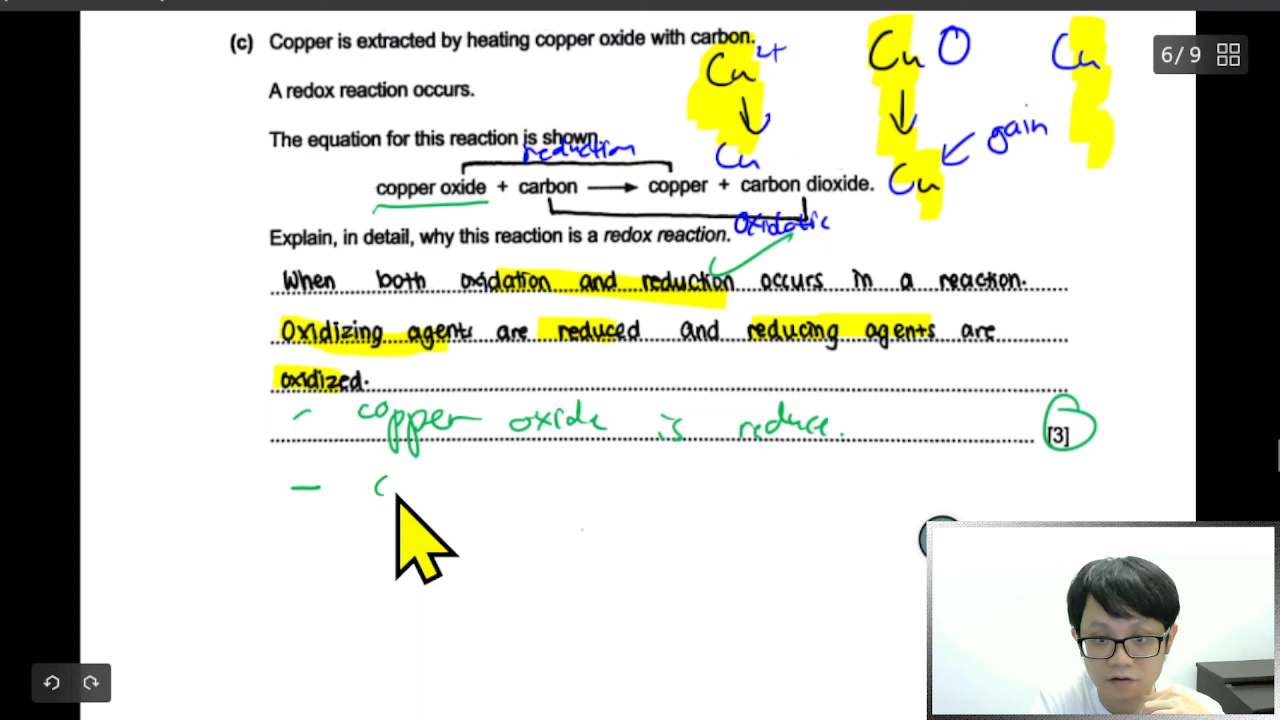 (c) Copper is extracted by heating copper oxide with carbon.
Cu²⁺
Cu O
Cu
6/9
A redox reaction occurs.
The equation for this reaction is shown.
gain
reduction
Cu
copper oxide + carbon → copper + carbon dioxide.
Cu
Explain, in detail, why this reaction is a redox reaction.
When both oxidation and reduction occurs in a reaction.
Oxidizing agents are reduced and reducing agents are
oxidized.
- copper oxide is reduce.
[3]
-